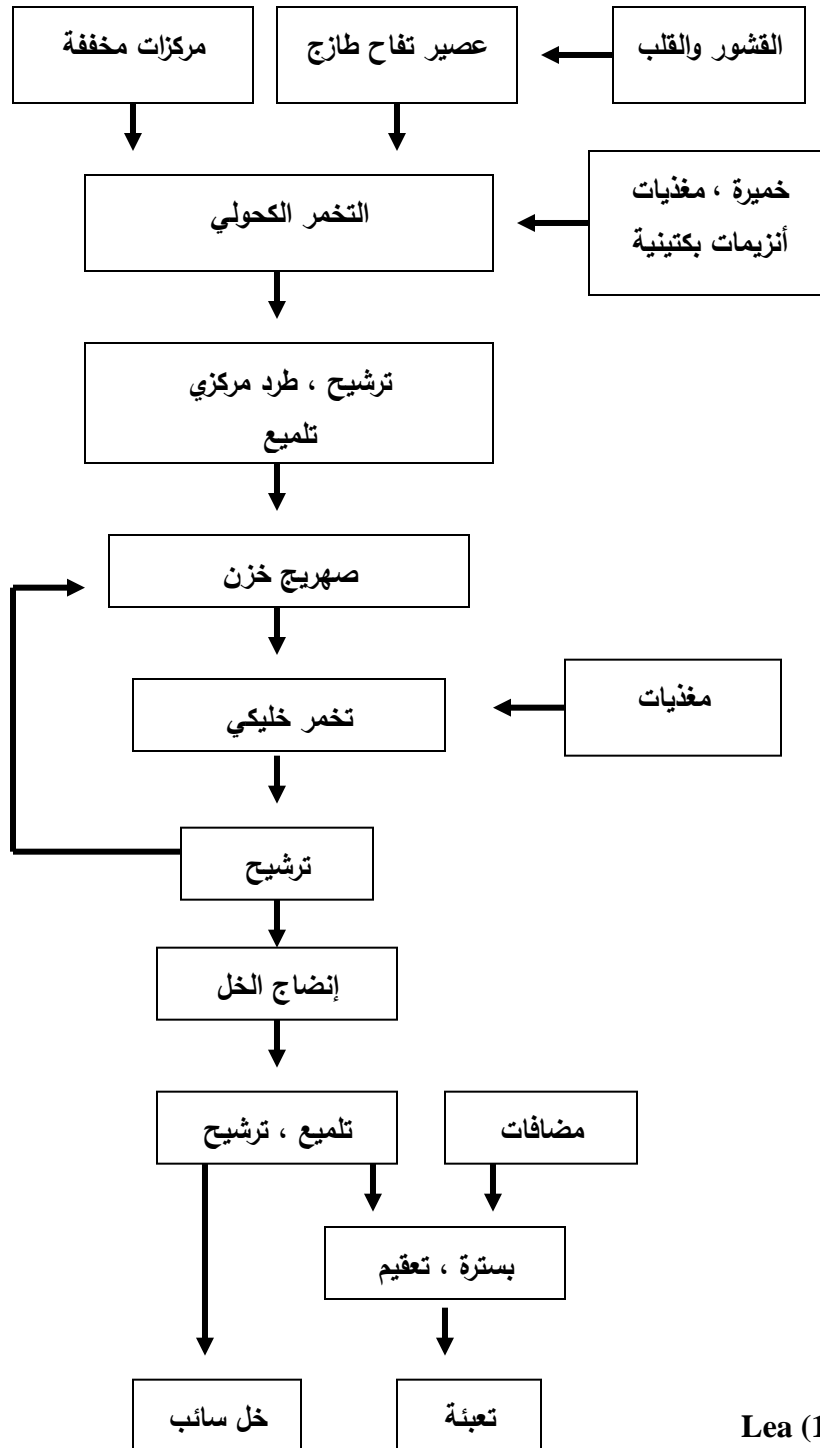 القشور والقلب
عصير تفاح طازج
مركزات مخففة
خميرة ، مغذيات
أنزيمات بكتينية
التخمر الكحولي
ترشيح ، طرد مركزي
تلميع
صهريج خزن
مغذيات
تخمر خليكي
ترشيح
إنضاج الخل
مضافات
تلميع ، ترشيح
بسترة ، تعقيم
تعبئة
خل سائب
Lea (1